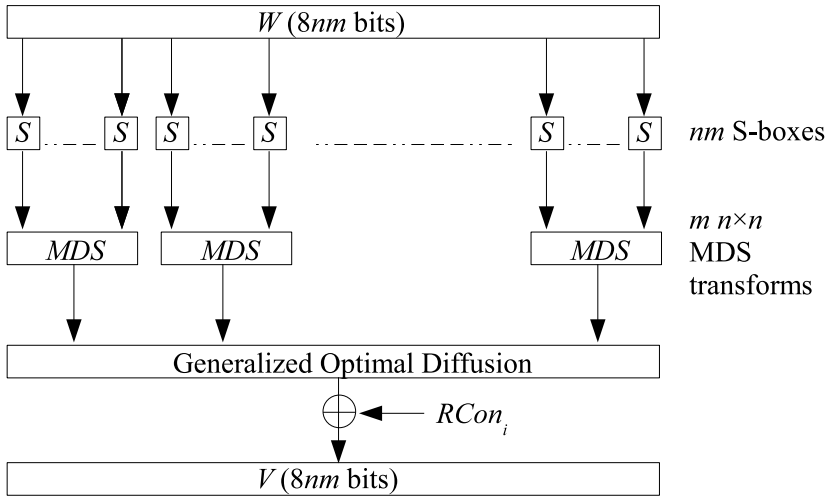 W (8nm bits)
S S S S S S
nm S-boxes
m n×n
MDS
transforms
MDS MDS MDS
Generalized Optimal Diffusion
RCon_i
V (8nm bits)